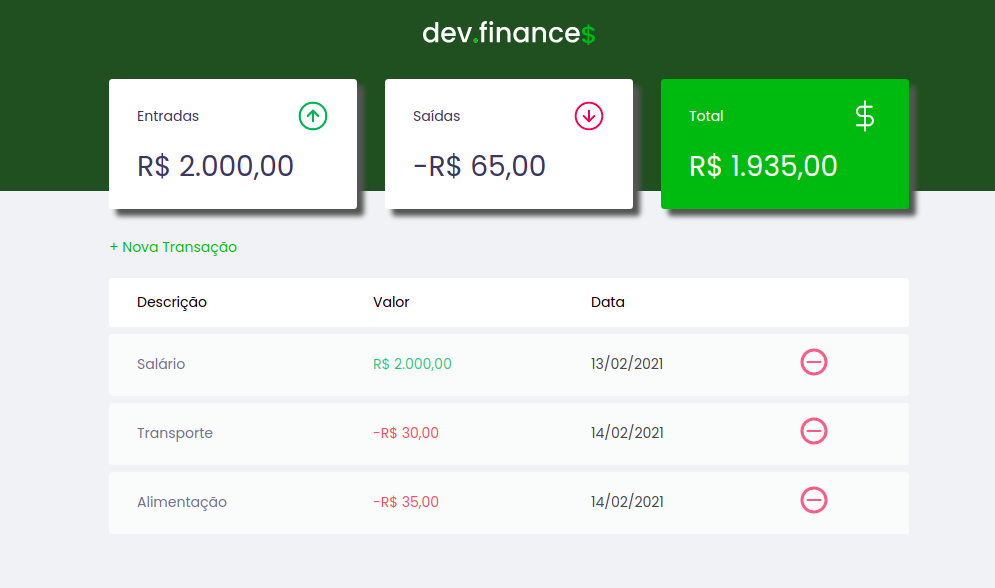 dev.finance$
Entradas
R$ 2.000,00
Saídas
-R$ 65,00
Total
$
R$ 1.935,00
+ Nova Transação
Descrição Valor Data
Salário R$ 2.000,00 13/02/2021
Transporte -R$ 30,00 14/02/2021
Alimentação -R$ 35,00 14/02/2021